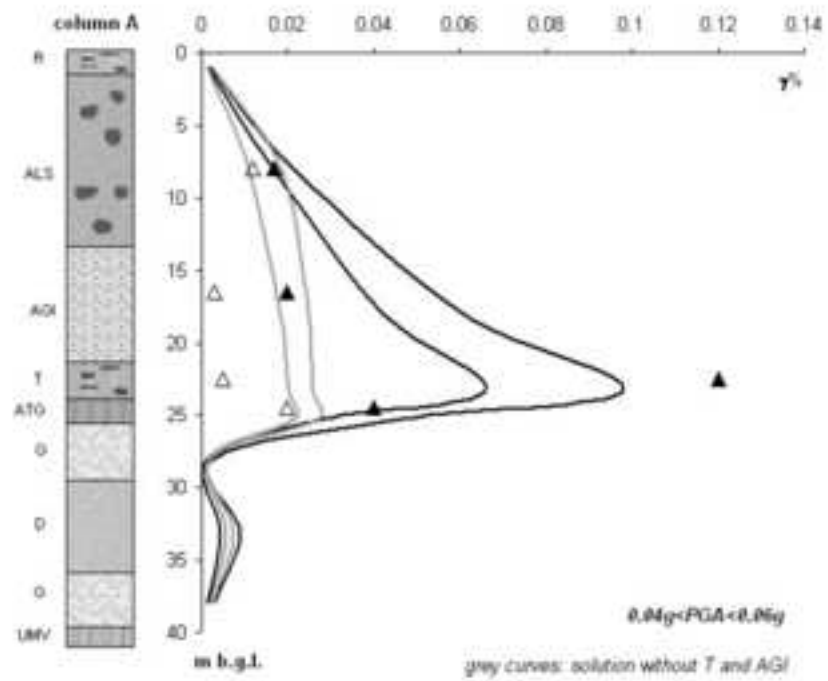 column A
0 0.02 0.04 0.06 0.08 0.1 0.12 0.14
γ%
R
ALS
AGI
T
ATG
G
D
G
UMV
0
5
10
15
20
25
30
35
40
m b.g.l.
0.04g<PGA<0.06g
grey curves: solution without T and AGI